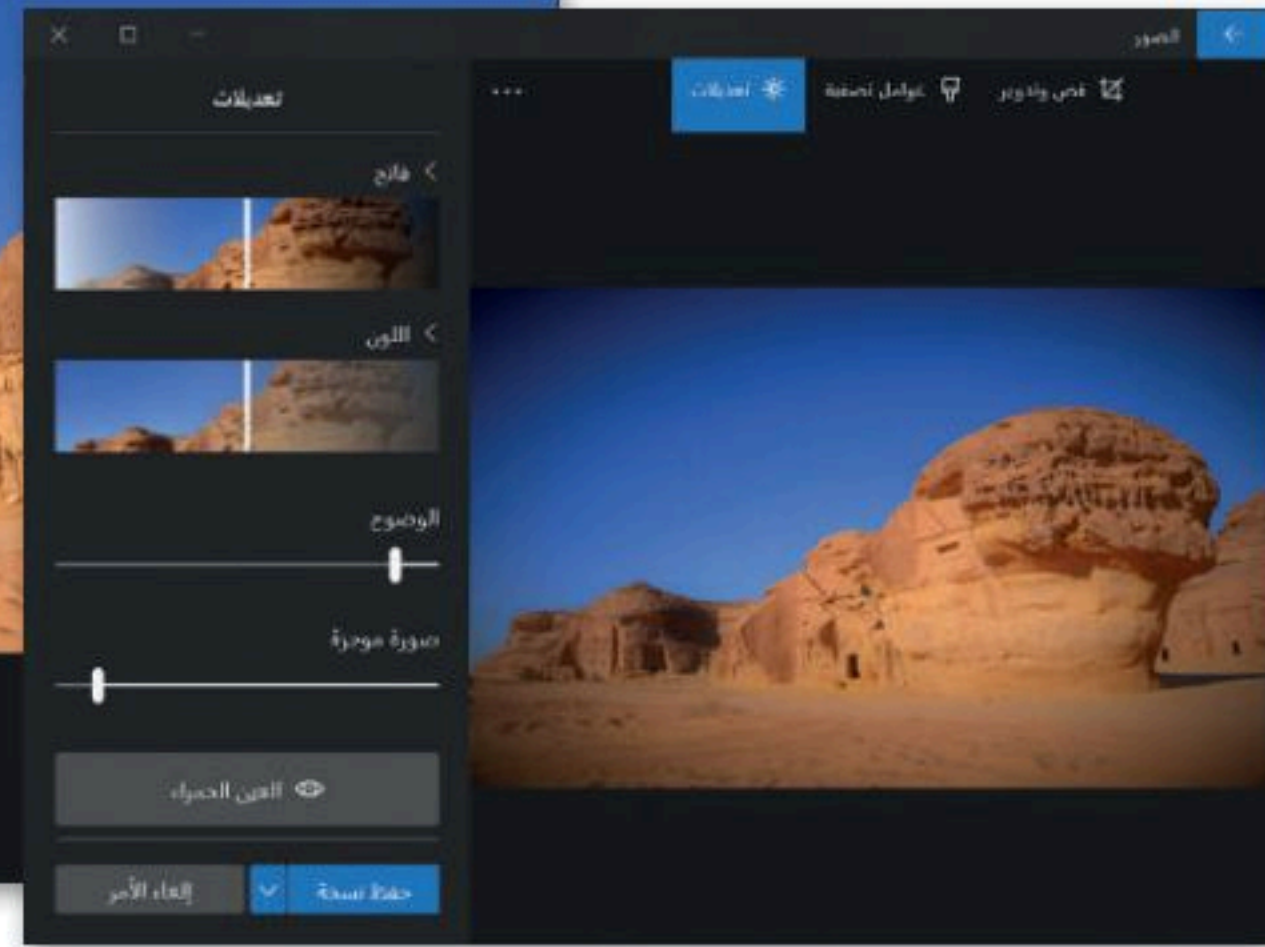 الصور
قص وتدوير
عوامل تصفية
تعديلات
تعديلات
فاتح
اللون
الوضوح
صورة موجزة
العين الحمراء
حفظ نسخة
إلغاء الأمر